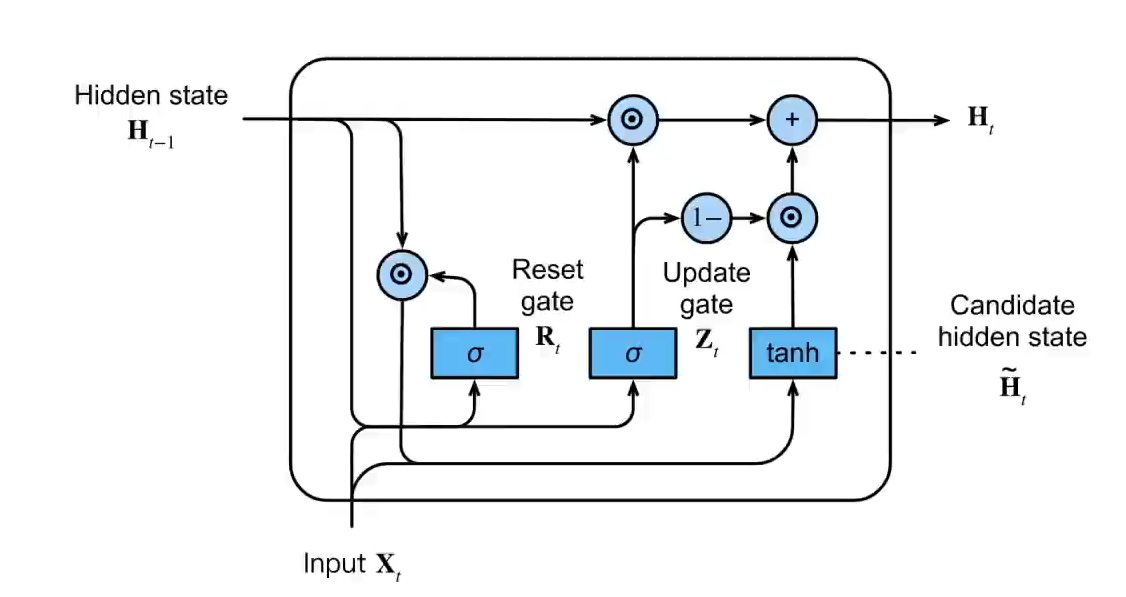 Hidden state
H_{t−1}
⊙
+
H_t
1−
⊙
⊙
Reset
gate
R_t
Update
gate
Z_t
σ
σ
tanh
Candidate
hidden state
H̃_t
Input X_t